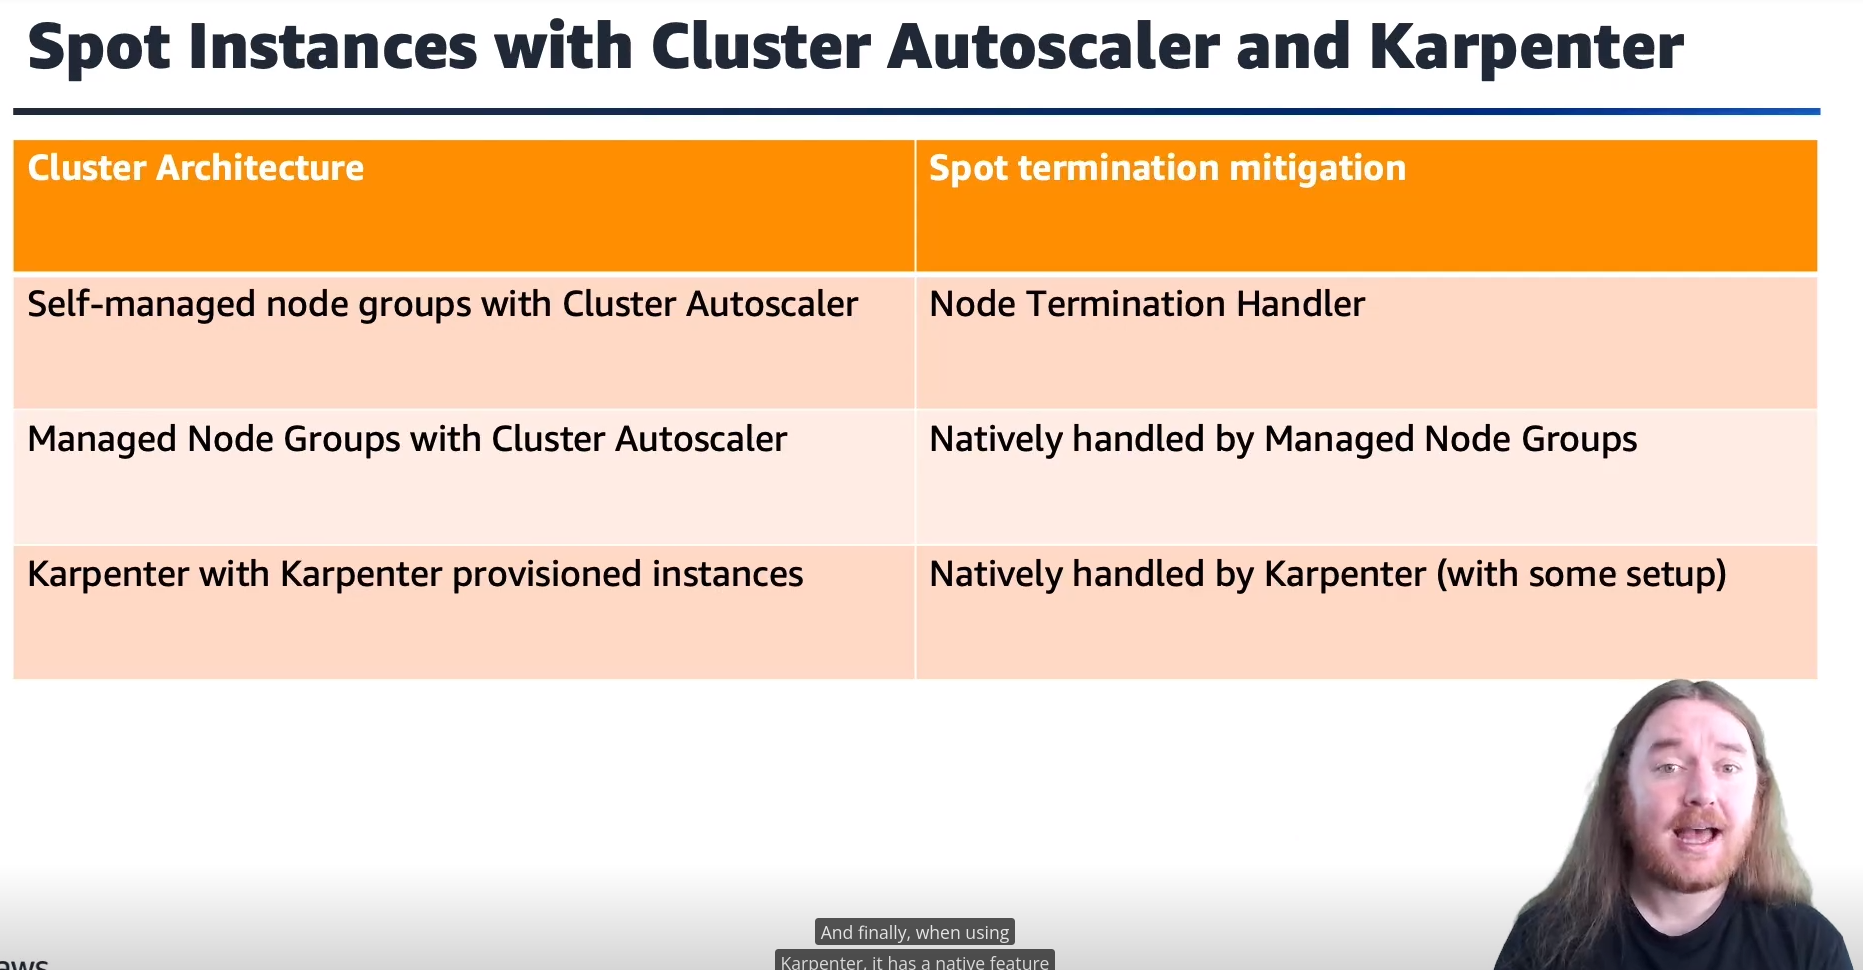 Spot Instances with Cluster Autoscaler and Karpenter
Cluster Architecture
Spot termination mitigation
Self-managed node groups with Cluster Autoscaler
Node Termination Handler
Managed Node Groups with Cluster Autoscaler
Natively handled by Managed Node Groups
Karpenter with Karpenter provisioned instances
Natively handled by Karpenter (with some setup)
And finally, when using
Karpenter, it has a native feature
aws